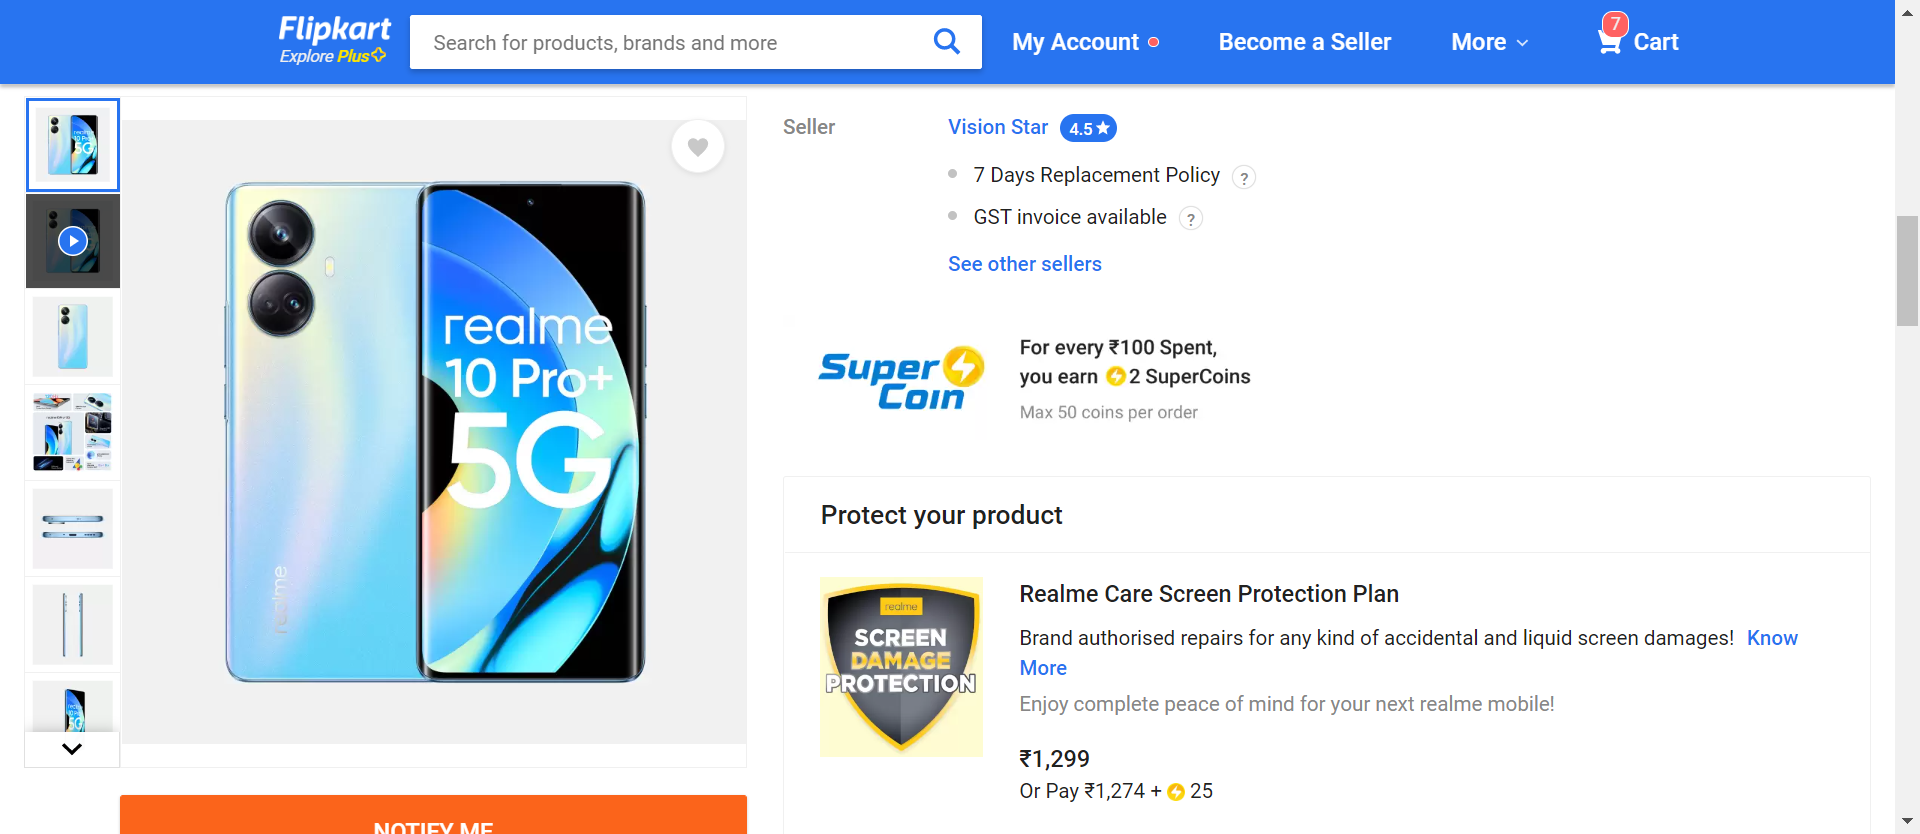 Flipkart
Explore Plus
Search for products, brands and more
My Account
Become a Seller
More
7
Cart
realme
10 Pro+
5G
realme
NOTIFY ME
Seller
Vision Star 4.5
7 Days Replacement Policy ?
GST invoice available ?
See other sellers
Super
Coin
For every ₹100 Spent,
you earn 2 SuperCoins
Max 50 coins per order
Protect your product
realme
SCREEN
DAMAGE
PROTECTION
Realme Care Screen Protection Plan
Brand authorised repairs for any kind of accidental and liquid screen damages! Know
More
Enjoy complete peace of mind for your next realme mobile!
₹1,299
Or Pay ₹1,274 + 25